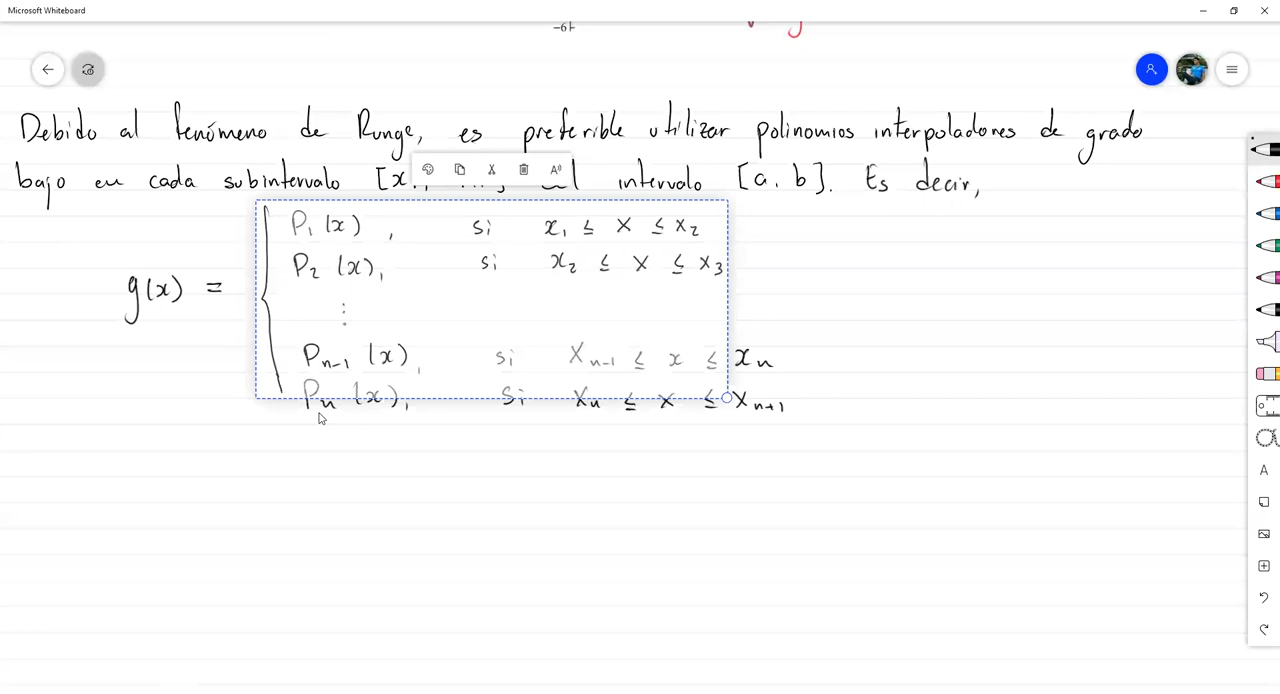 Microsoft Whiteboard
-6
Debido al fenómeno de Runge, es preferible utilizar polinomios interpoladores de grado
bajo en cada subintervalo [x intervalo [a, b]. Es decir,
P₁(x), si x₁ ≤ x ≤ x₂
P₂(x), si x₂ ≤ x ≤ x₃
g(x) = {
⋮
Pₙ₋₁(x), si xₙ₋₁ ≤ x ≤ xₙ
Pₙ(x), si xₙ ≤ x ≤ xₙ₊₁
A